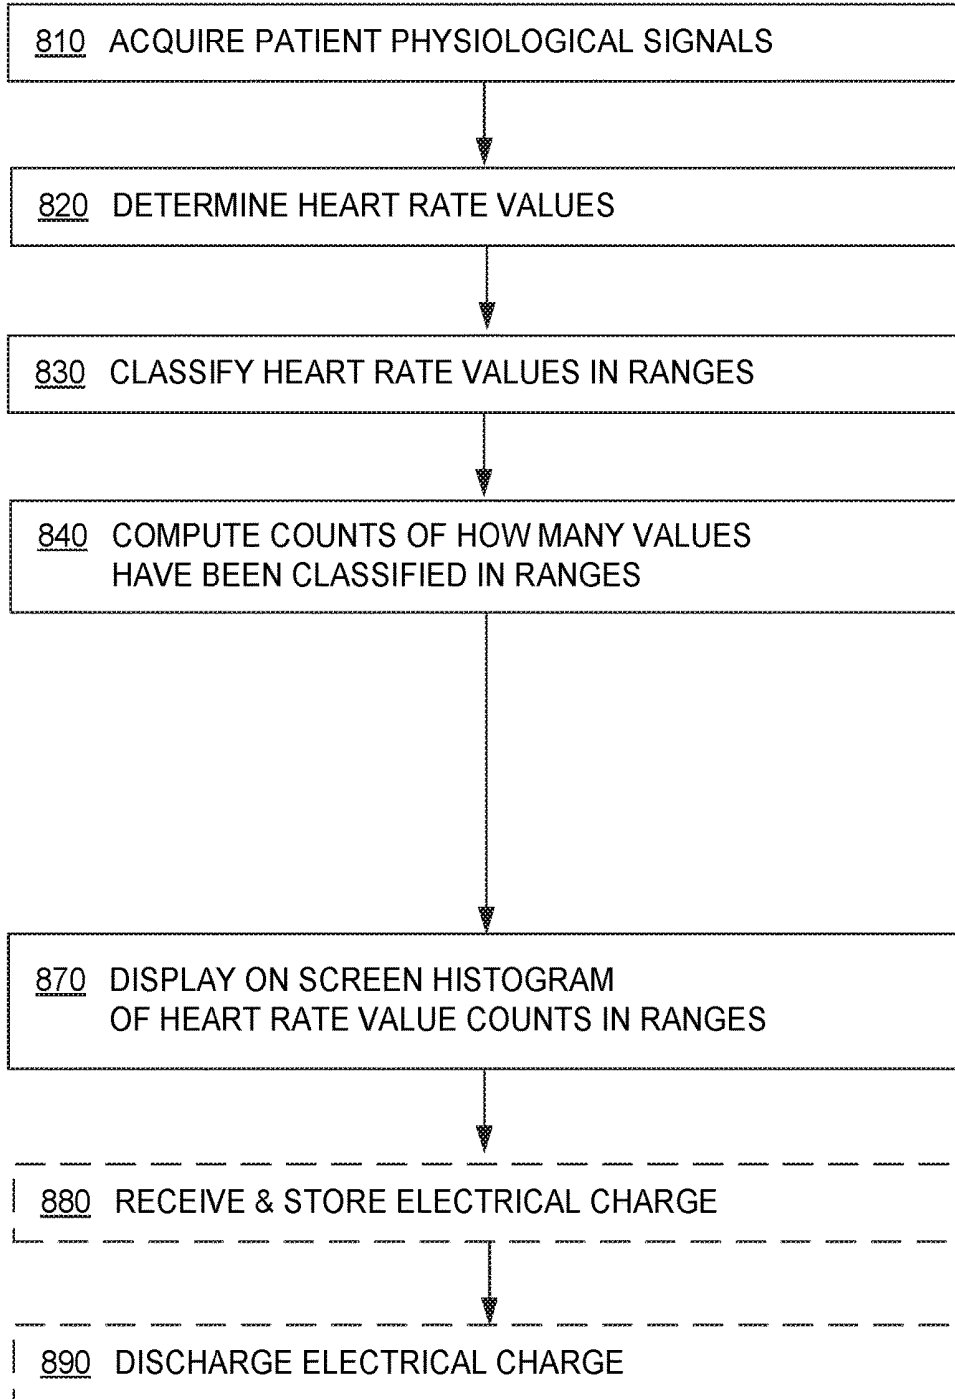 810 ACQUIRE PATIENT PHYSIOLOGICAL SIGNALS
820 DETERMINE HEART RATE VALUES
830 CLASSIFY HEART RATE VALUES IN RANGES
840 COMPUTE COUNTS OF HOW MANY VALUES
HAVE BEEN CLASSIFIED IN RANGES
870 DISPLAY ON SCREEN HISTOGRAM
OF HEART RATE VALUE COUNTS IN RANGES
880 RECEIVE & STORE ELECTRICAL CHARGE
890 DISCHARGE ELECTRICAL CHARGE